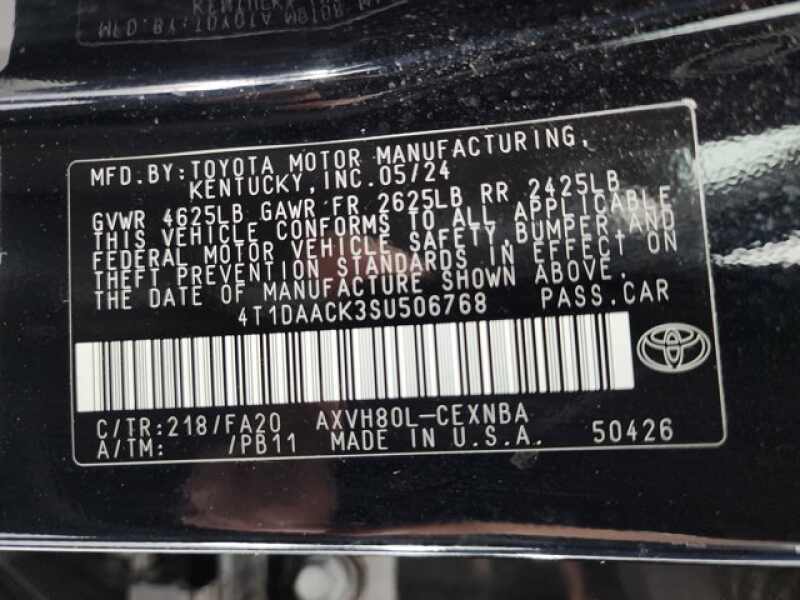 MFD.BY:TOYOTA MOTOR MANUFACTURING,
KENTUCKY,INC.05/24
GVWR 4625LB GAWR FR 2625LB RR 2425LB
THIS VEHICLE CONFORMS TO ALL APPLICABLE
FEDERAL MOTOR VEHICLE SAFETY,BUMPER,AND
THEFT PREVENTION STANDARDS IN EFFECT ON
THE DATE OF MANUFACTURE SHOWN ABOVE.
4T1DAACK3SU506768 PASS.CAR
C/TR:218/FA20 AXVH80L-CEXNBA
A/TM: /PB11 MADE IN U.S.A. 50426